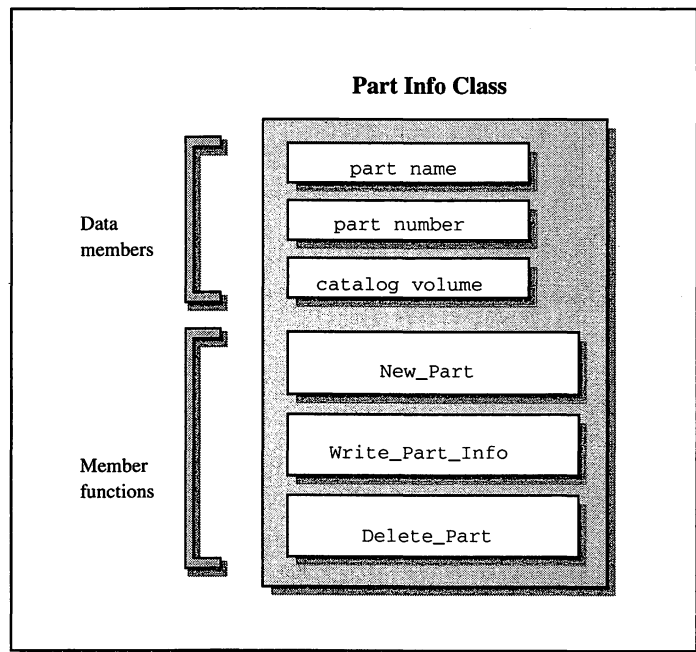 Part Info Class
Data
members
part name
part number
catalog volume
Member
functions
New_Part
Write_Part_Info
Delete_Part